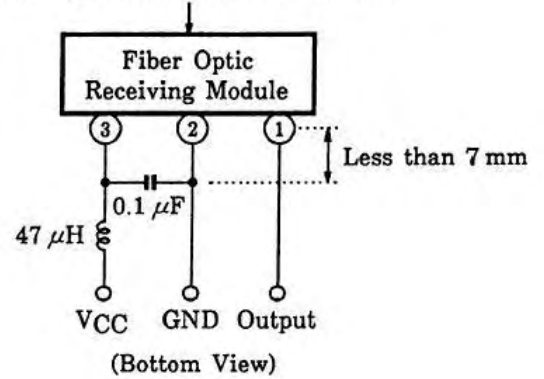 Fiber Optic
Receiving Module
3 2 1
Less than 7 mm
0.1 μF
47 μH
VCC GND Output
(Bottom View)